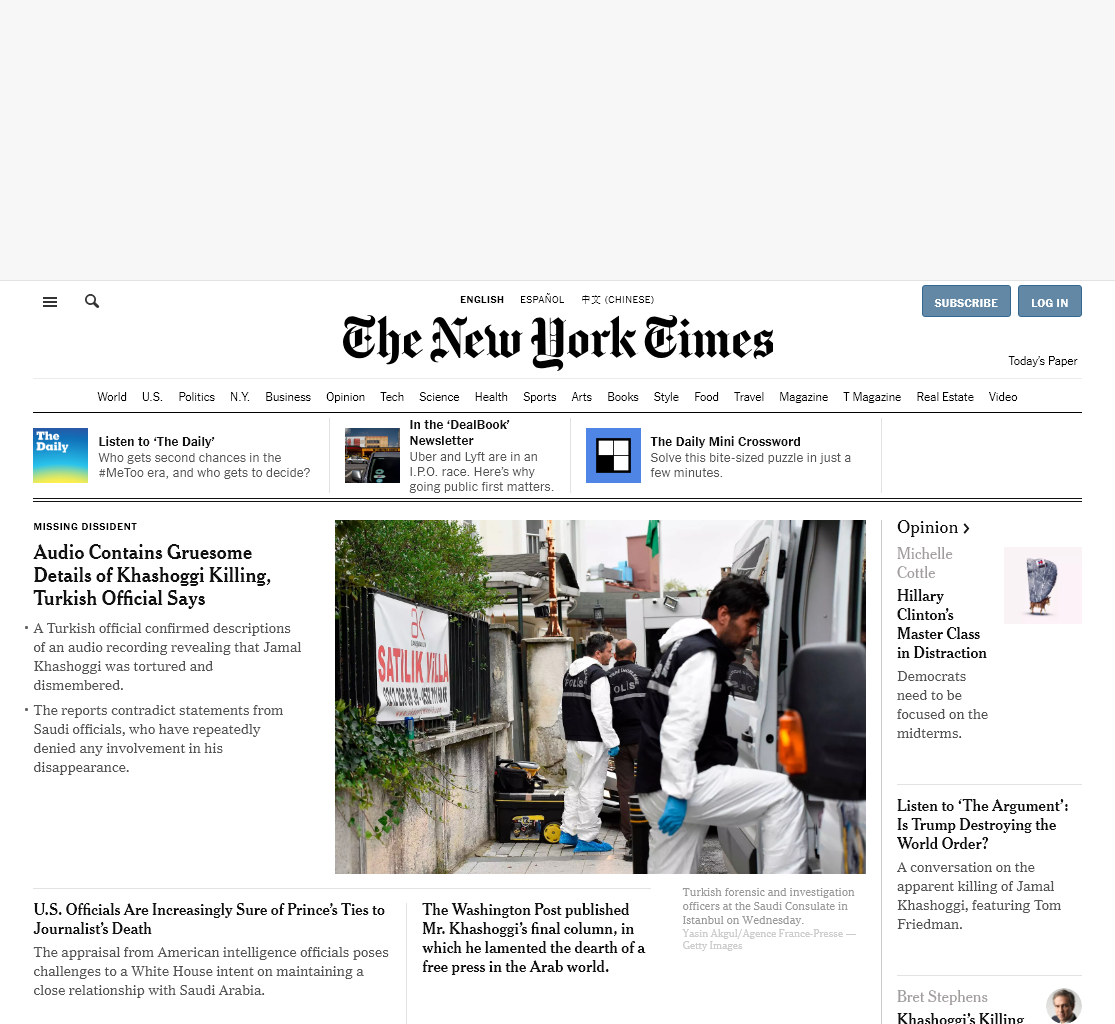 ENGLISH ESPAÑOL 中文 (CHINESE)
SUBSCRIBE LOG IN
The New York Times
Today's Paper
World U.S. Politics N.Y. Business Opinion Tech Science Health Sports Arts Books Style Food Travel Magazine T Magazine Real Estate Video
The
Daily
Listen to ‘The Daily’
Who gets second chances in the
#MeToo era, and who gets to decide?
In the ‘DealBook’
Newsletter
Uber and Lyft are in an
I.P.O. race. Here’s why
going public first matters.
The Daily Mini Crossword
Solve this bite-sized puzzle in just a
few minutes.
MISSING DISSIDENT
Audio Contains Gruesome
Details of Khashoggi Killing,
Turkish Official Says
A Turkish official confirmed descriptions
of an audio recording revealing that Jamal
Khashoggi was tortured and
dismembered.
The reports contradict statements from
Saudi officials, who have repeatedly
denied any involvement in his
disappearance.
SATILIK VİLLA
POLİS
Turkish forensic and investigation
officers at the Saudi Consulate in
Istanbul on Wednesday.
Yasin Akgul/Agence France-Presse —
Getty Images
U.S. Officials Are Increasingly Sure of Prince’s Ties to
Journalist’s Death
The appraisal from American intelligence officials poses
challenges to a White House intent on maintaining a
close relationship with Saudi Arabia.
The Washington Post published
Mr. Khashoggi’s final column, in
which he lamented the dearth of a
free press in the Arab world.
Opinion
Michelle
Cottle
Hillary
Clinton’s
Master Class
in Distraction
Democrats
need to be
focused on the
midterms.
Listen to ‘The Argument’:
Is Trump Destroying the
World Order?
A conversation on the
apparent killing of Jamal
Khashoggi, featuring Tom
Friedman.
Bret Stephens
Khashoggi’s Killing